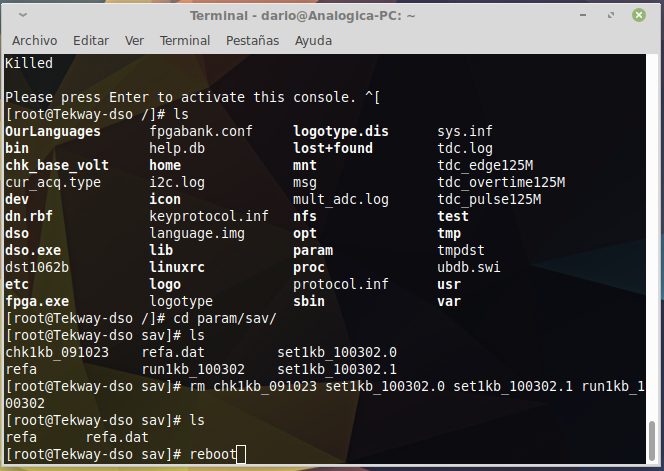 Terminal - dario@Analogica-PC: ~
Archivo Editar Ver Terminal Pestañas Ayuda
Killed
Please press Enter to activate this console. ^[
[root@Tekway-dso /]# ls
OurLanguages fpgabank.conf logotype.dis sys.inf
bin help.db lost+found tdc.log
chk_base_volt home mnt tdc_edge125M
cur_acq.type i2c.log msg tdc_overtime125M
dev icon mult_adc.log tdc_pulse125M
dn.rbf keyprotocol.inf nfs test
dso language.img opt tmp
dso.exe lib param tmpdst
dst1062b linuxrc proc ubdb.swi
etc logo protocol.inf usr
fpga.exe logotype sbin var
[root@Tekway-dso /]# cd param/sav/
[root@Tekway-dso sav]# ls
chk1kb_091023 refa.dat set1kb_100302.0
refa run1kb_100302 set1kb_100302.1
[root@Tekway-dso sav]# rm chk1kb_091023 set1kb_100302.0 set1kb_100302.1 run1kb_1
00302
[root@Tekway-dso sav]# ls
refa refa.dat
[root@Tekway-dso sav]# reboot